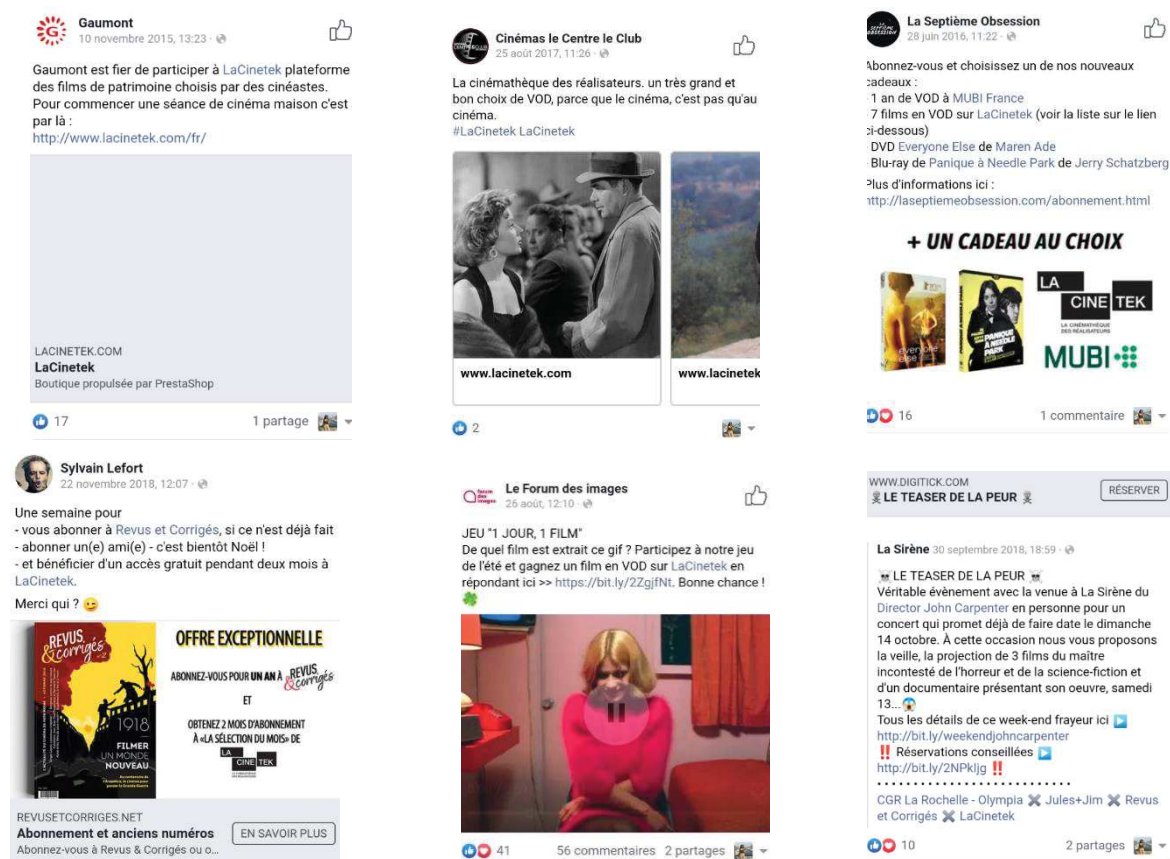 Gaumont
10 novembre 2015, 13:23 ·
Gaumont est fier de participer à LaCinetek plateforme
des films de patrimoine choisis par des cinéastes.
Pour commencer une séance de cinéma maison c'est
par là :
http://www.lacinetek.com/fr/
LACINETEK.COM
LaCinetek
Boutique propulsée par PrestaShop
17
1 partage
Cinémas le Centre le Club
25 août 2017, 11:26 ·
La cinémathèque des réalisateurs. un très grand et
bon choix de VOD, parce que le cinéma, c'est pas qu'au
cinéma.
#LaCinetek LaCinetek
www.lacinetek.com
www.lacinetek
2
La Septième Obsession
28 juin 2016, 11:22 ·
Abonnez-vous et choisissez un de nos nouveaux
cadeaux :
1 an de VOD à MUBI France
7 films en VOD sur LaCinetek (voir la liste sur le lien
ci-dessous)
DVD Everyone Else de Maren Ade
Blu-ray de Panique à Needle Park de Jerry Schatzberg
Plus d'informations ici :
http://laseptiemeobsession.com/abonnement.html
+ UN CADEAU AU CHOIX
everyone
else
PANIQUE
À NEEDLE
PARK
LA
CINE TEK
LA CINÉMATHÈQUE
DES RÉALISATEURS
MUBI
16
1 commentaire
Sylvain Lefort
22 novembre 2018, 12:07 ·
Une semaine pour
- vous abonner à Revus et Corrigés, si ce n'est déjà fait
- abonner un(e) ami(e) - c'est bientôt Noël !
- et bénéficier d'un accès gratuit pendant deux mois à
LaCinetek.
Merci qui ?
REVUS
& Corrigés
1918
FILMER
UN MONDE
NOUVEAU
OFFRE EXCEPTIONNELLE
ABONNEZ-VOUS POUR UN AN À REVUS & Corrigés
ET
OBTENEZ 2 MOIS D'ABONNEMENT
À «LA SÉLECTION DU MOIS» DE
LA
CINE TEK
REVUSETCORRIGES.NET
Abonnement et anciens numéros
Abonnez-vous à Revus & Corrigés ou o...
EN SAVOIR PLUS
forum
des
images
Le Forum des images
26 août, 12:10 ·
JEU "1 JOUR, 1 FILM"
De quel film est extrait ce gif ? Participez à notre jeu
de l'été et gagnez un film en VOD sur LaCinetek en
répondant ici >> https://bit.ly/2ZgjfNt. Bonne chance !
41
56 commentaires 2 partages
WWW.DIGITICK.COM
LE TEASER DE LA PEUR
RÉSERVER
La Sirène 30 septembre 2018, 18:59 ·
LE TEASER DE LA PEUR
Véritable évènement avec la venue à La Sirène du
Director John Carpenter en personne pour un
concert qui promet déjà de faire date le dimanche
14 octobre. À cette occasion nous vous proposons
la veille, la projection de 3 films du maître
incontesté de l'horreur et de la science-fiction et
d'un documentaire présentant son oeuvre, samedi
13...
Tous les détails de ce week-end frayeur ici
http://bit.ly/weekendjohncarpenter
‼ Réservations conseillées
http://bit.ly/2NPkljg ‼
CGR La Rochelle - Olympia ✖ Jules+Jim ✖ Revus
et Corrigés ✖ LaCinetek
10
2 partages